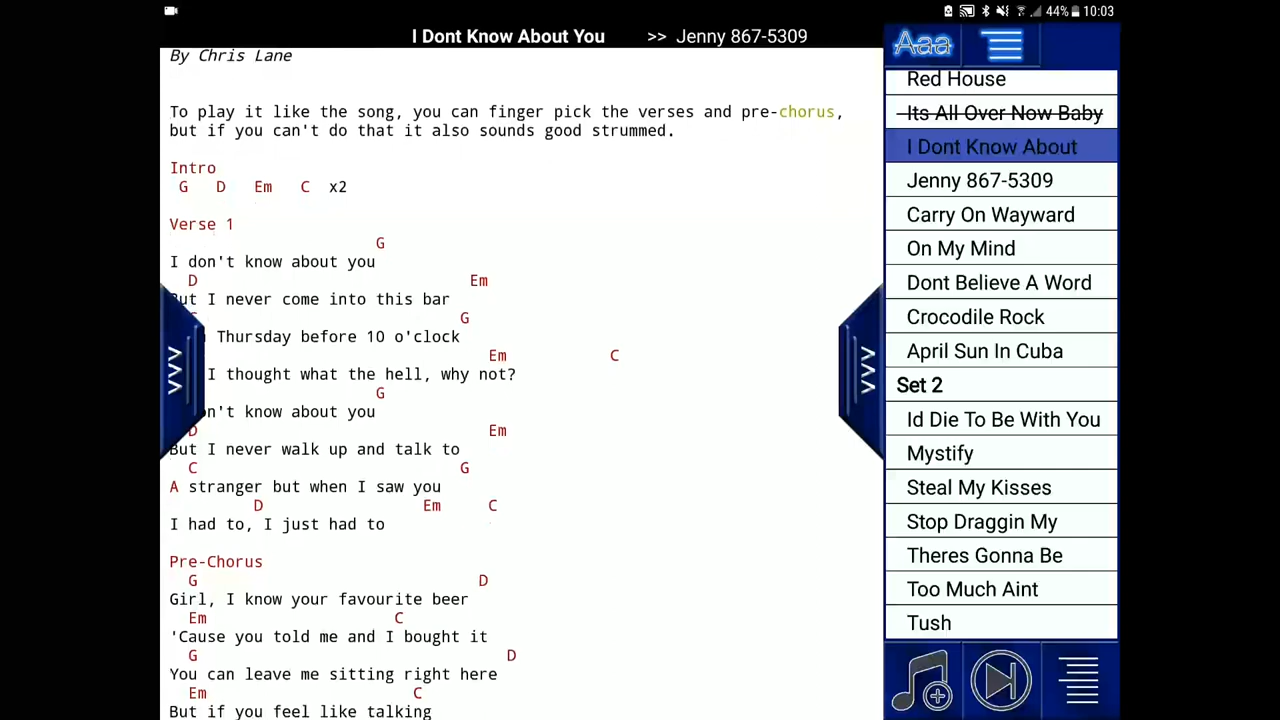 44% 10:03
I Dont Know About You >> Jenny 867-5309
By Chris Lane
To play it like the song, you can finger pick the verses and pre-chorus,
but if you can't do that it also sounds good strummed.
Intro
G D Em C x2
Verse 1
G
I don't know about you
D Em
But I never come into this bar
G
Thursday before 10 o'clock
Em C
I thought what the hell, why not?
G
don't know about you
D Em
But I never walk up and talk to
C G
A stranger but when I saw you
D Em C
I had to, I just had to
Pre-Chorus
G D
Girl, I know your favourite beer
Em C
'Cause you told me and I bought it
G D
You can leave me sitting right here
Em C
But if you feel like talking
>>>
>>>
Aaa
Red House
Its All Over Now Baby
I Dont Know About
Jenny 867-5309
Carry On Wayward
On My Mind
Dont Believe A Word
Crocodile Rock
April Sun In Cuba
Set 2
Id Die To Be With You
Mystify
Steal My Kisses
Stop Draggin My
Theres Gonna Be
Too Much Aint
Tush